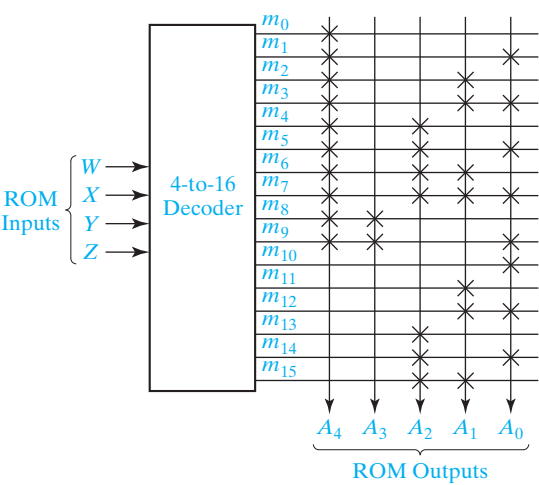 m₀
m₁
m₂
m₃
m₄
m₅
m₆
m₇
m₈
m₉
m₁₀
m₁₁
m₁₂
m₁₃
m₁₄
m₁₅
ROM
Inputs
W
X
Y
Z
4-to-16
Decoder
A₄ A₃ A₂ A₁ A₀
ROM Outputs